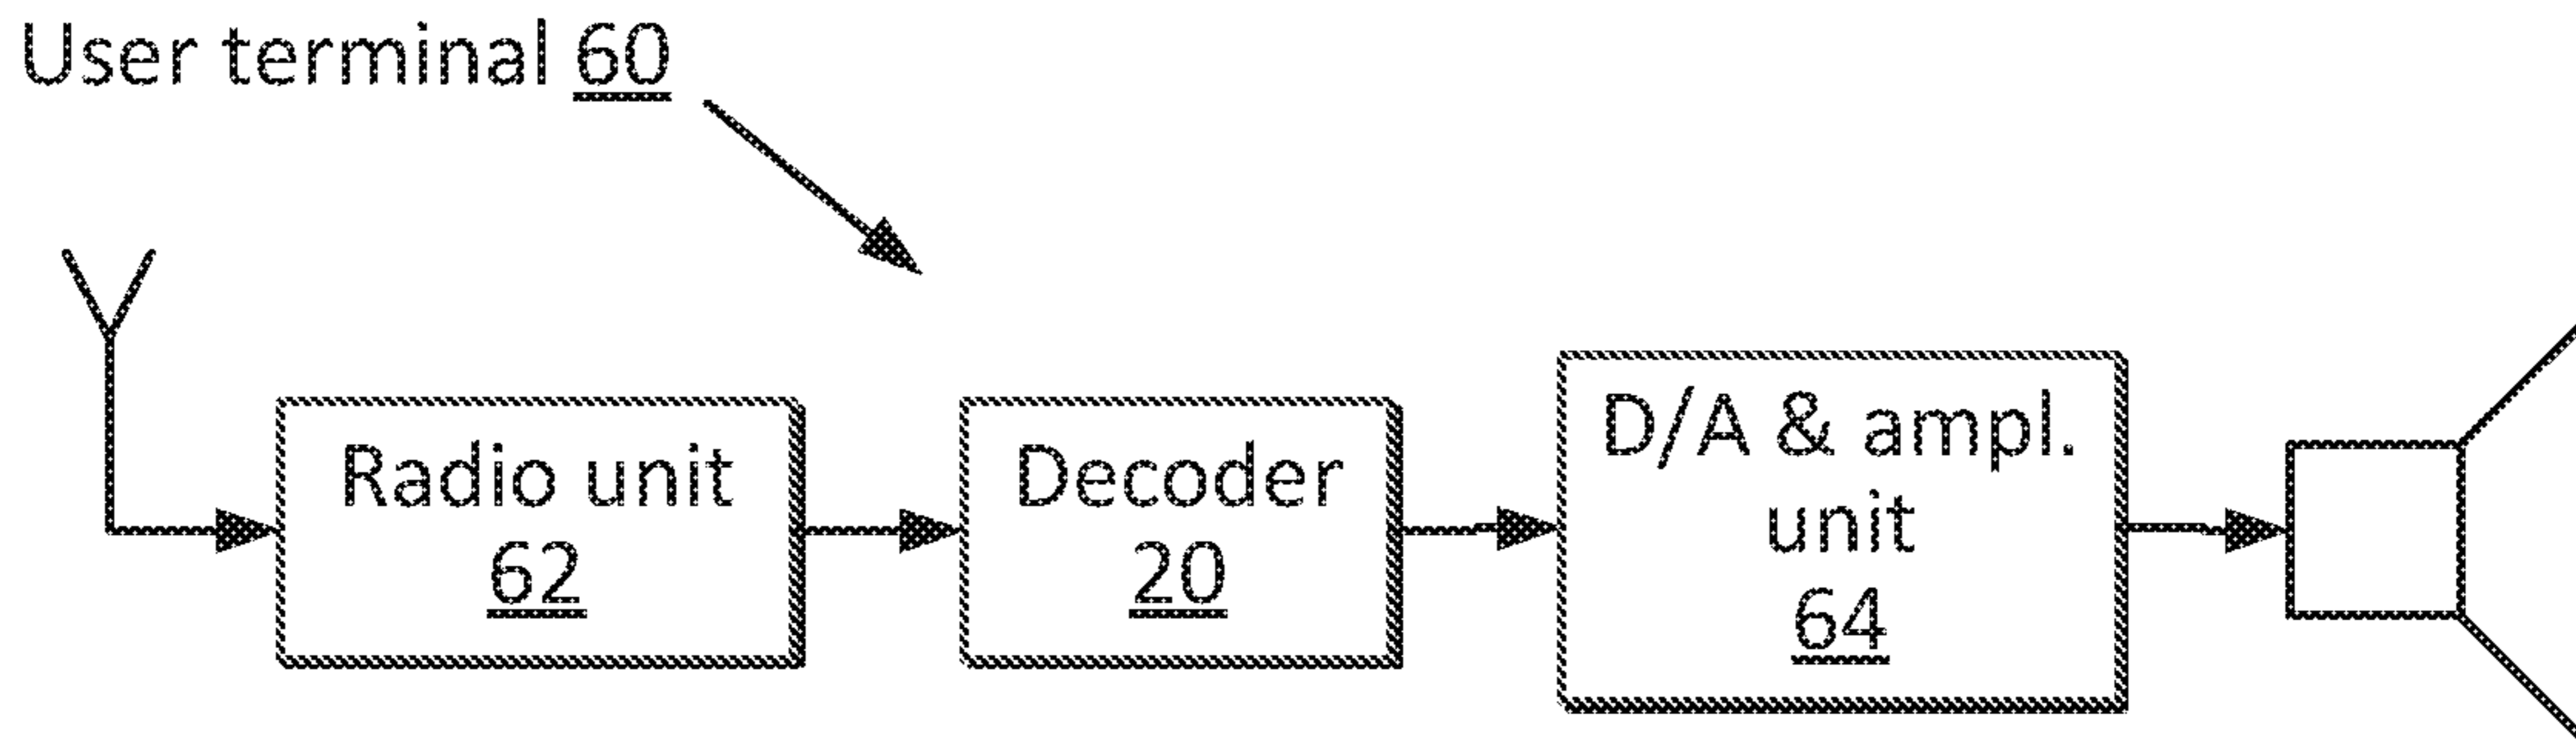 User terminal 60
Radio unit
62
Decoder
20
D/A & ampl.
unit
64